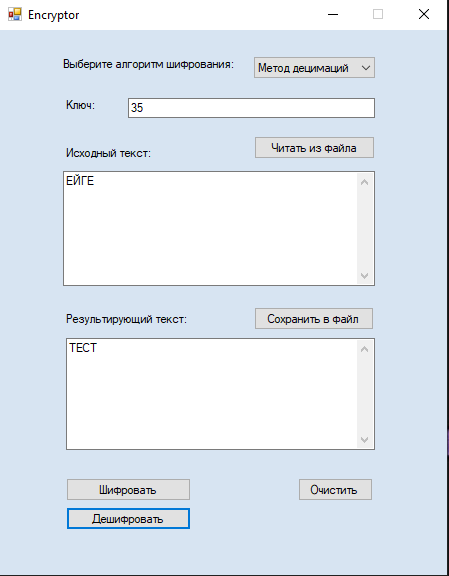 Encryptor
Выберите алгоритм шифрования: Метод децимаций
Ключ: 35
Читать из файла
Исходный текст:
ЕЙГЕ
Результирующий текст: Сохранить в файл
ТЕСТ
Шифровать Очистить
Дешифровать